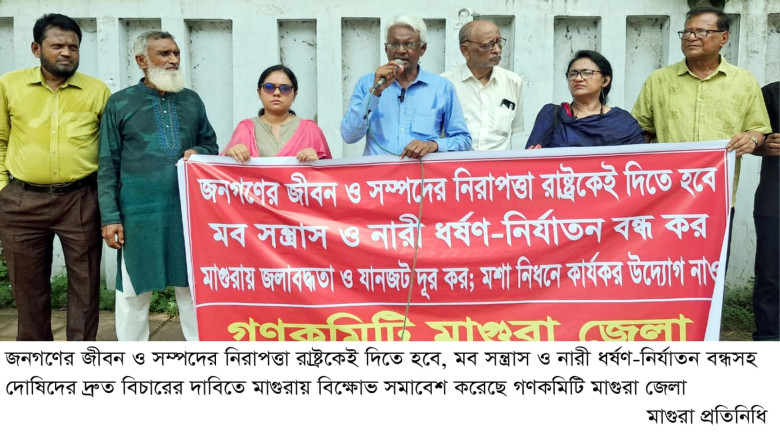 জনগণের জীবন ও সম্পদের নিরাপত্তা রাষ্ট্রকেই দিতে হবে
মব সন্ত্রাস ও নারী ধর্ষণ-নির্যাতন বন্ধ কর
মাগুরায় জলাবদ্ধতা ও যানজট দূর কর; মশা নিধনে কার্যকর উদ্যোগ নাও
গণকমিটি মাগুরা জেলা
জনগণের জীবন ও সম্পদের নিরাপত্তা রাষ্ট্রকেই দিতে হবে, মব সন্ত্রাস ও নারী ধর্ষণ-নির্যাতন বন্ধসহ
দোষিদের দ্রুত বিচারের দাবিতে মাগুরায় বিক্ষোভ সমাবেশ করেছে গণকমিটি মাগুরা জেলা
মাগুরা প্রতিনিধি